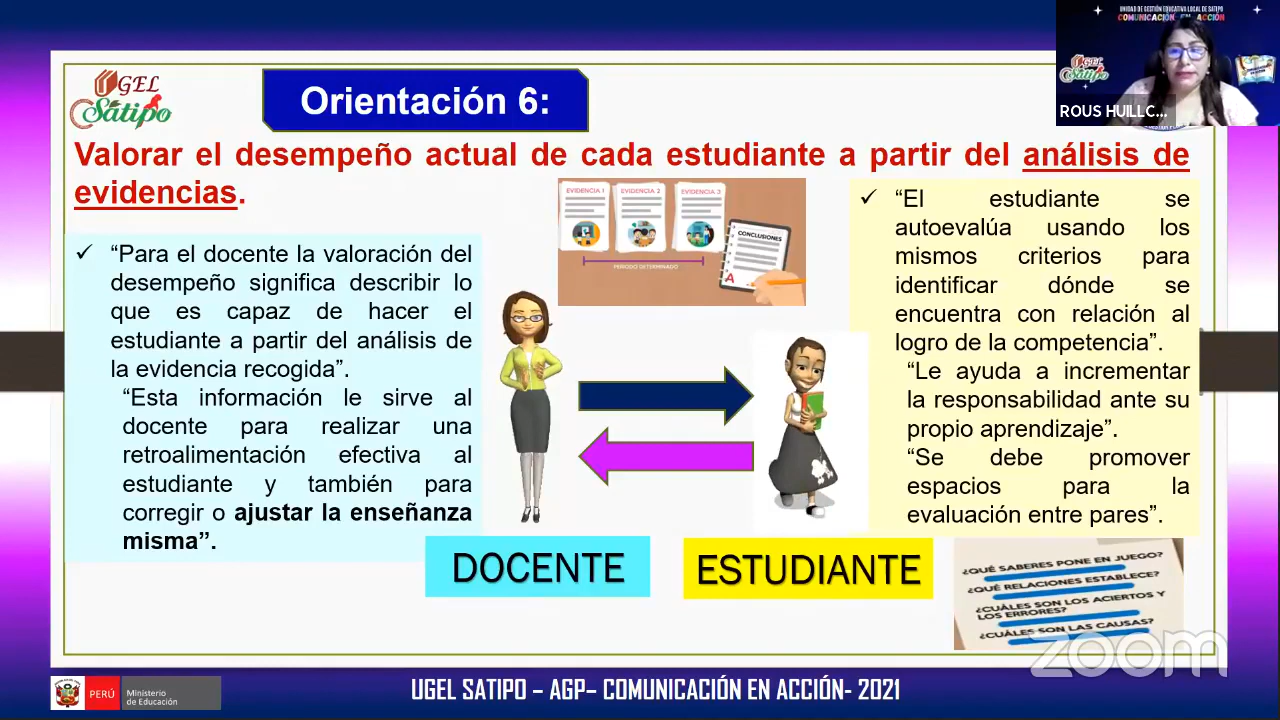 UNIDAD DE GESTIÓN EDUCATIVA LOCAL DE SATIPO
COMUNICACIÓN EN ACCIÓN
UGEL
Satipo
ROUS HUILLC...
UGEL
Satipo
Orientación 6:
Valorar el desempeño actual de cada estudiante a partir del análisis de
evidencias.
✓ “Para el docente la valoración del
desempeño significa describir lo
que es capaz de hacer el
estudiante a partir del análisis de
la evidencia recogida”.
“Esta información le sirve al
docente para realizar una
retroalimentación efectiva al
estudiante y también para
corregir o ajustar la enseñanza
misma”.
EVIDENCIA 1
EVIDENCIA 2
EVIDENCIA 3
CONCLUSIONES
A
PERÍODO DETERMINADO
✓ “El estudiante se
autoevalúa usando los
mismos criterios para
identificar dónde se
encuentra con relación al
logro de la competencia”.
“Le ayuda a incrementar
la responsabilidad ante su
propio aprendizaje”.
“Se debe promover
espacios para la
evaluación entre pares”.
DOCENTE
ESTUDIANTE
¿QUÉ SABERES PONE EN JUEGO?
¿QUÉ RELACIONES ESTABLECE?
¿CUÁLES SON LOS ACIERTOS Y
LOS ERRORES?
¿CUÁLES SON LAS CAUSAS?
zoom
PERÚ
Ministerio
de Educación
UGEL SATIPO – AGP– COMUNICACIÓN EN ACCIÓN- 2021